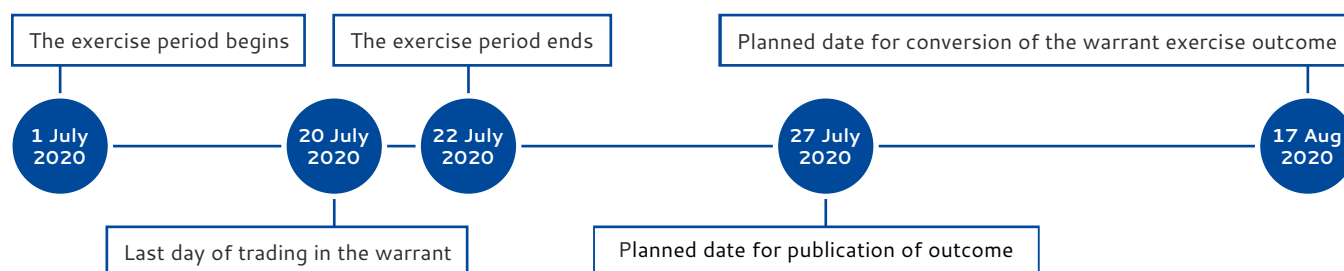 The exercise period begins
The exercise period ends
Planned date for conversion of the warrant exercise outcome
1 July
2020
20 July
2020
22 July
2020
27 July
2020
17 Aug
2020
Last day of trading in the warrant
Planned date for publication of outcome